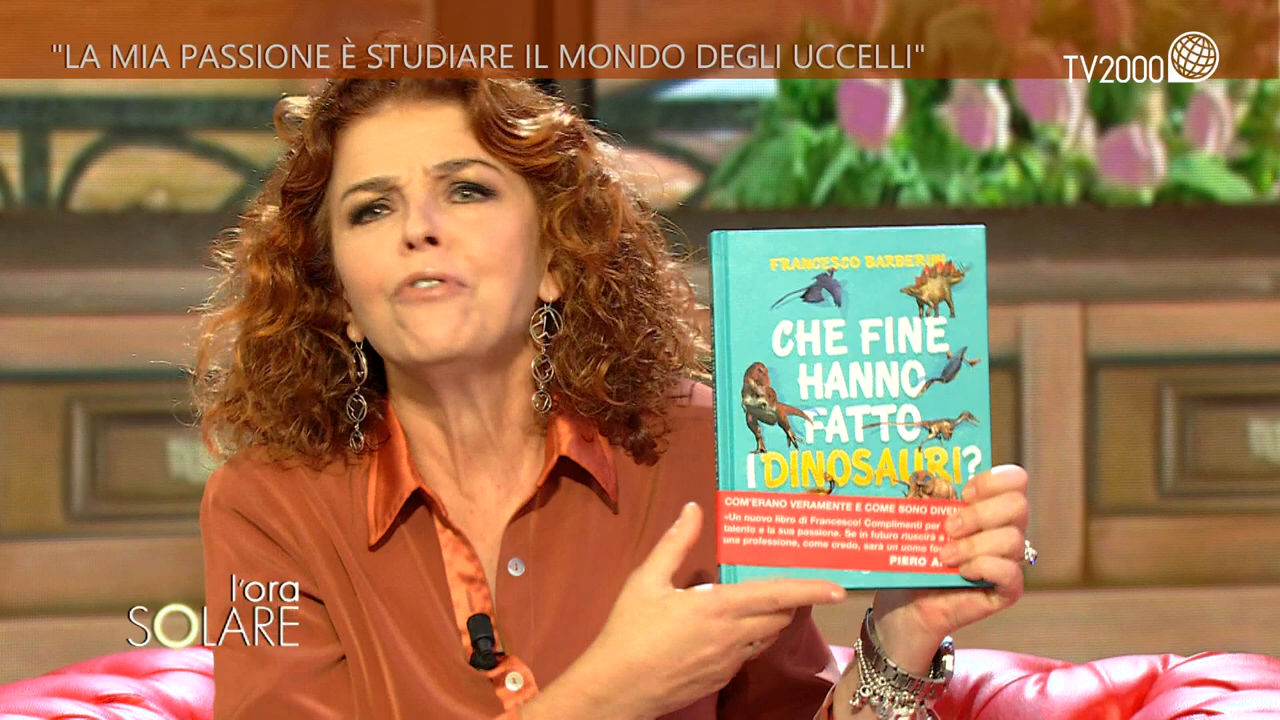 "LA MIA PASSIONE È STUDIARE IL MONDO DEGLI UCCELLI"
TV2000
FRANCESCO BARBERINI
CHE FINE
HANNO
FATTO
I DINOSAURI?
COM'ERANO VERAMENTE E COME SONO
«Un nuovo libro di Francesco! Complimenti per
talento e la sua passione. Se in futuro riuscirà a
una professione, come credo, sarà un uomo
PIERO
l'ora
SOLARE